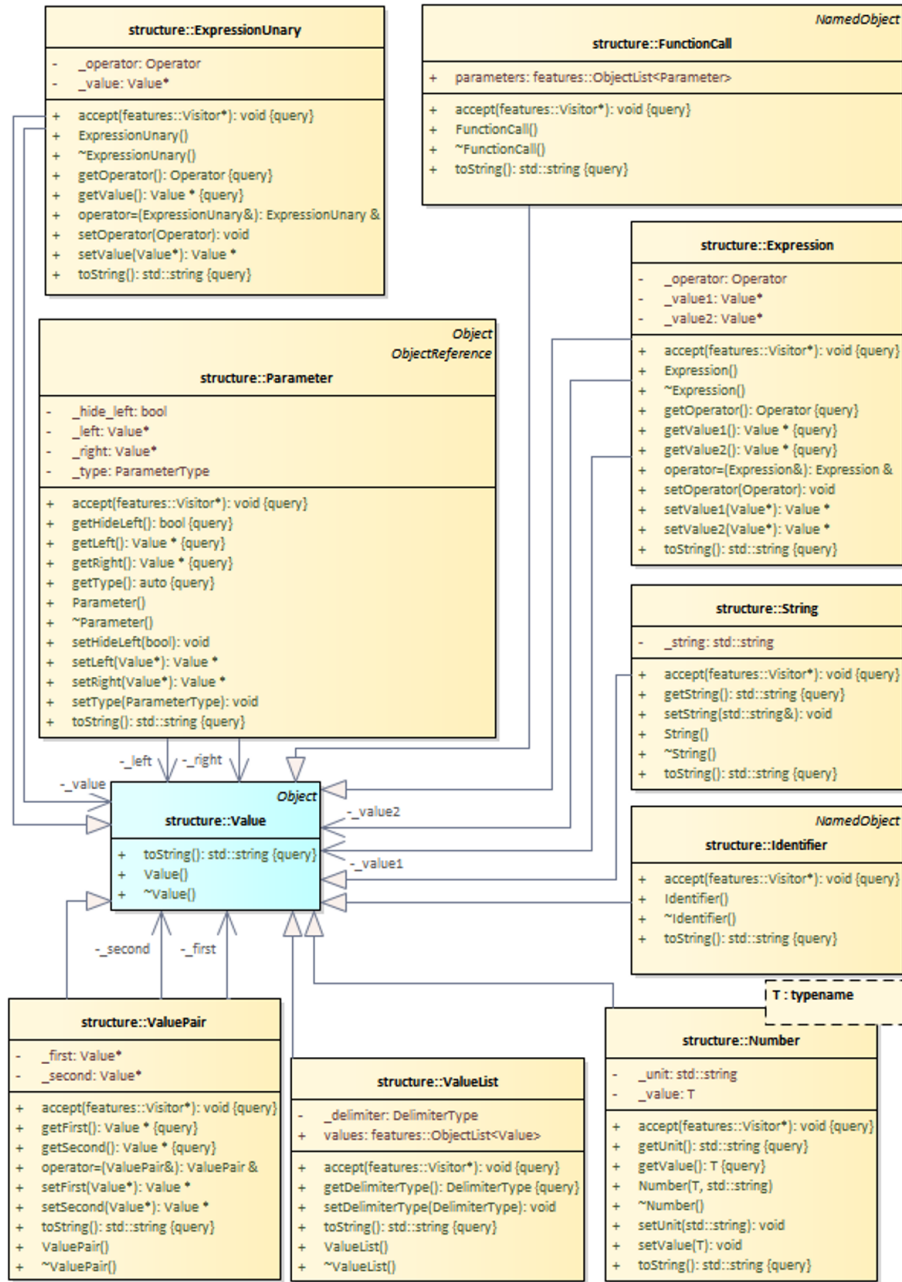 structure::ExpressionUnary
- _operator: Operator
- _value: Value*
+ accept(features::Visitor*): void {query}
+ ExpressionUnary()
+ ~ExpressionUnary()
+ getOperator(): Operator {query}
+ getValue(): Value * {query}
+ operator=(ExpressionUnary&): ExpressionUnary &
+ setOperator(Operator): void
+ setValue(Value*): Value *
+ toString(): std::string {query}
NamedObject
structure::FunctionCall
+ parameters: features::ObjectList<Parameter>
+ accept(features::Visitor*): void {query}
+ FunctionCall()
+ ~FunctionCall()
+ toString(): std::string {query}
structure::Expression
- _operator: Operator
- _value1: Value*
- _value2: Value*
+ accept(features::Visitor*): void {query}
+ Expression()
+ ~Expression()
+ getOperator(): Operator {query}
+ getValue1(): Value * {query}
+ getValue2(): Value * {query}
+ operator=(Expression&): Expression &
+ setOperator(Operator): void
+ setValue1(Value*): Value *
+ setValue2(Value*): Value *
+ toString(): std::string {query}
Object
ObjectReference
structure::Parameter
- _hide_left: bool
- _left: Value*
- _right: Value*
- _type: ParameterType
+ accept(features::Visitor*): void {query}
+ getHideLeft(): bool {query}
+ getLeft(): Value * {query}
+ getRight(): Value * {query}
+ getType(): auto {query}
+ Parameter()
+ ~Parameter()
+ setHideLeft(bool): void
+ setLeft(Value*): Value *
+ setRight(Value*): Value *
+ setType(ParameterType): void
+ toString(): std::string {query}
structure::String
- _string: std::string
+ accept(features::Visitor*): void {query}
+ getString(): std::string {query}
+ setString(std::string&): void
+ String()
+ ~String()
+ toString(): std::string {query}
-_left
-_right
-_value
Object
structure::Value
+ toString(): std::string {query}
+ Value()
+ ~Value()
-_value2
-_value1
NamedObject
structure::Identifier
+ accept(features::Visitor*): void {query}
+ Identifier()
+ ~Identifier()
+ toString(): std::string {query}
-_second
-_first
structure::ValuePair
- _first: Value*
- _second: Value*
+ accept(features::Visitor*): void {query}
+ getFirst(): Value * {query}
+ getSecond(): Value * {query}
+ operator=(ValuePair&): ValuePair &
+ setFirst(Value*): Value *
+ setSecond(Value*): Value *
+ toString(): std::string {query}
+ ValuePair()
+ ~ValuePair()
structure::ValueList
- _delimiter: DelimiterType
+ values: features::ObjectList<Value>
+ accept(features::Visitor*): void {query}
+ getDelimiterType(): DelimiterType {query}
+ setDelimiterType(DelimiterType): void
+ toString(): std::string {query}
+ ValueList()
+ ~ValueList()
T : typename
structure::Number
- _unit: std::string
- _value: T
+ accept(features::Visitor*): void {query}
+ getUnit(): std::string {query}
+ getValue(): T {query}
+ Number(T, std::string)
+ ~Number()
+ setUnit(std::string): void
+ setValue(T): void
+ toString(): std::string {query}